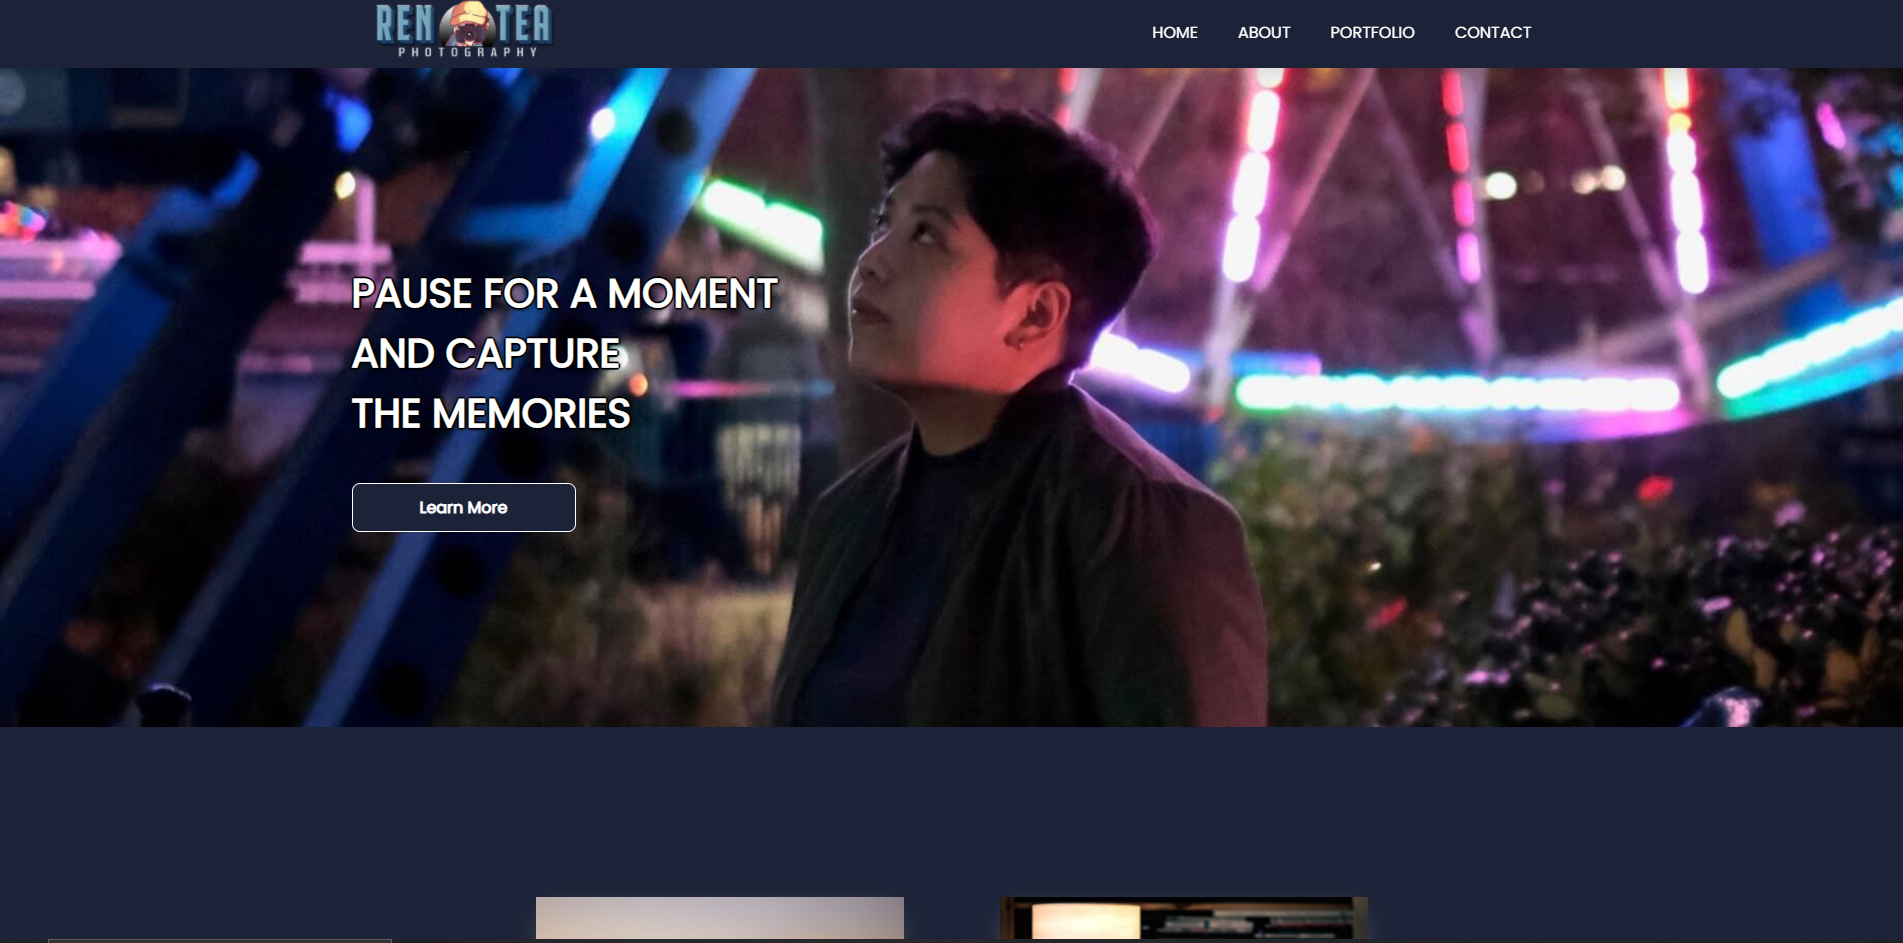 REN TEA
PHOTOGRAPHY
HOME ABOUT PORTFOLIO CONTACT
PAUSE FOR A MOMENT
AND CAPTURE
THE MEMORIES
Learn More